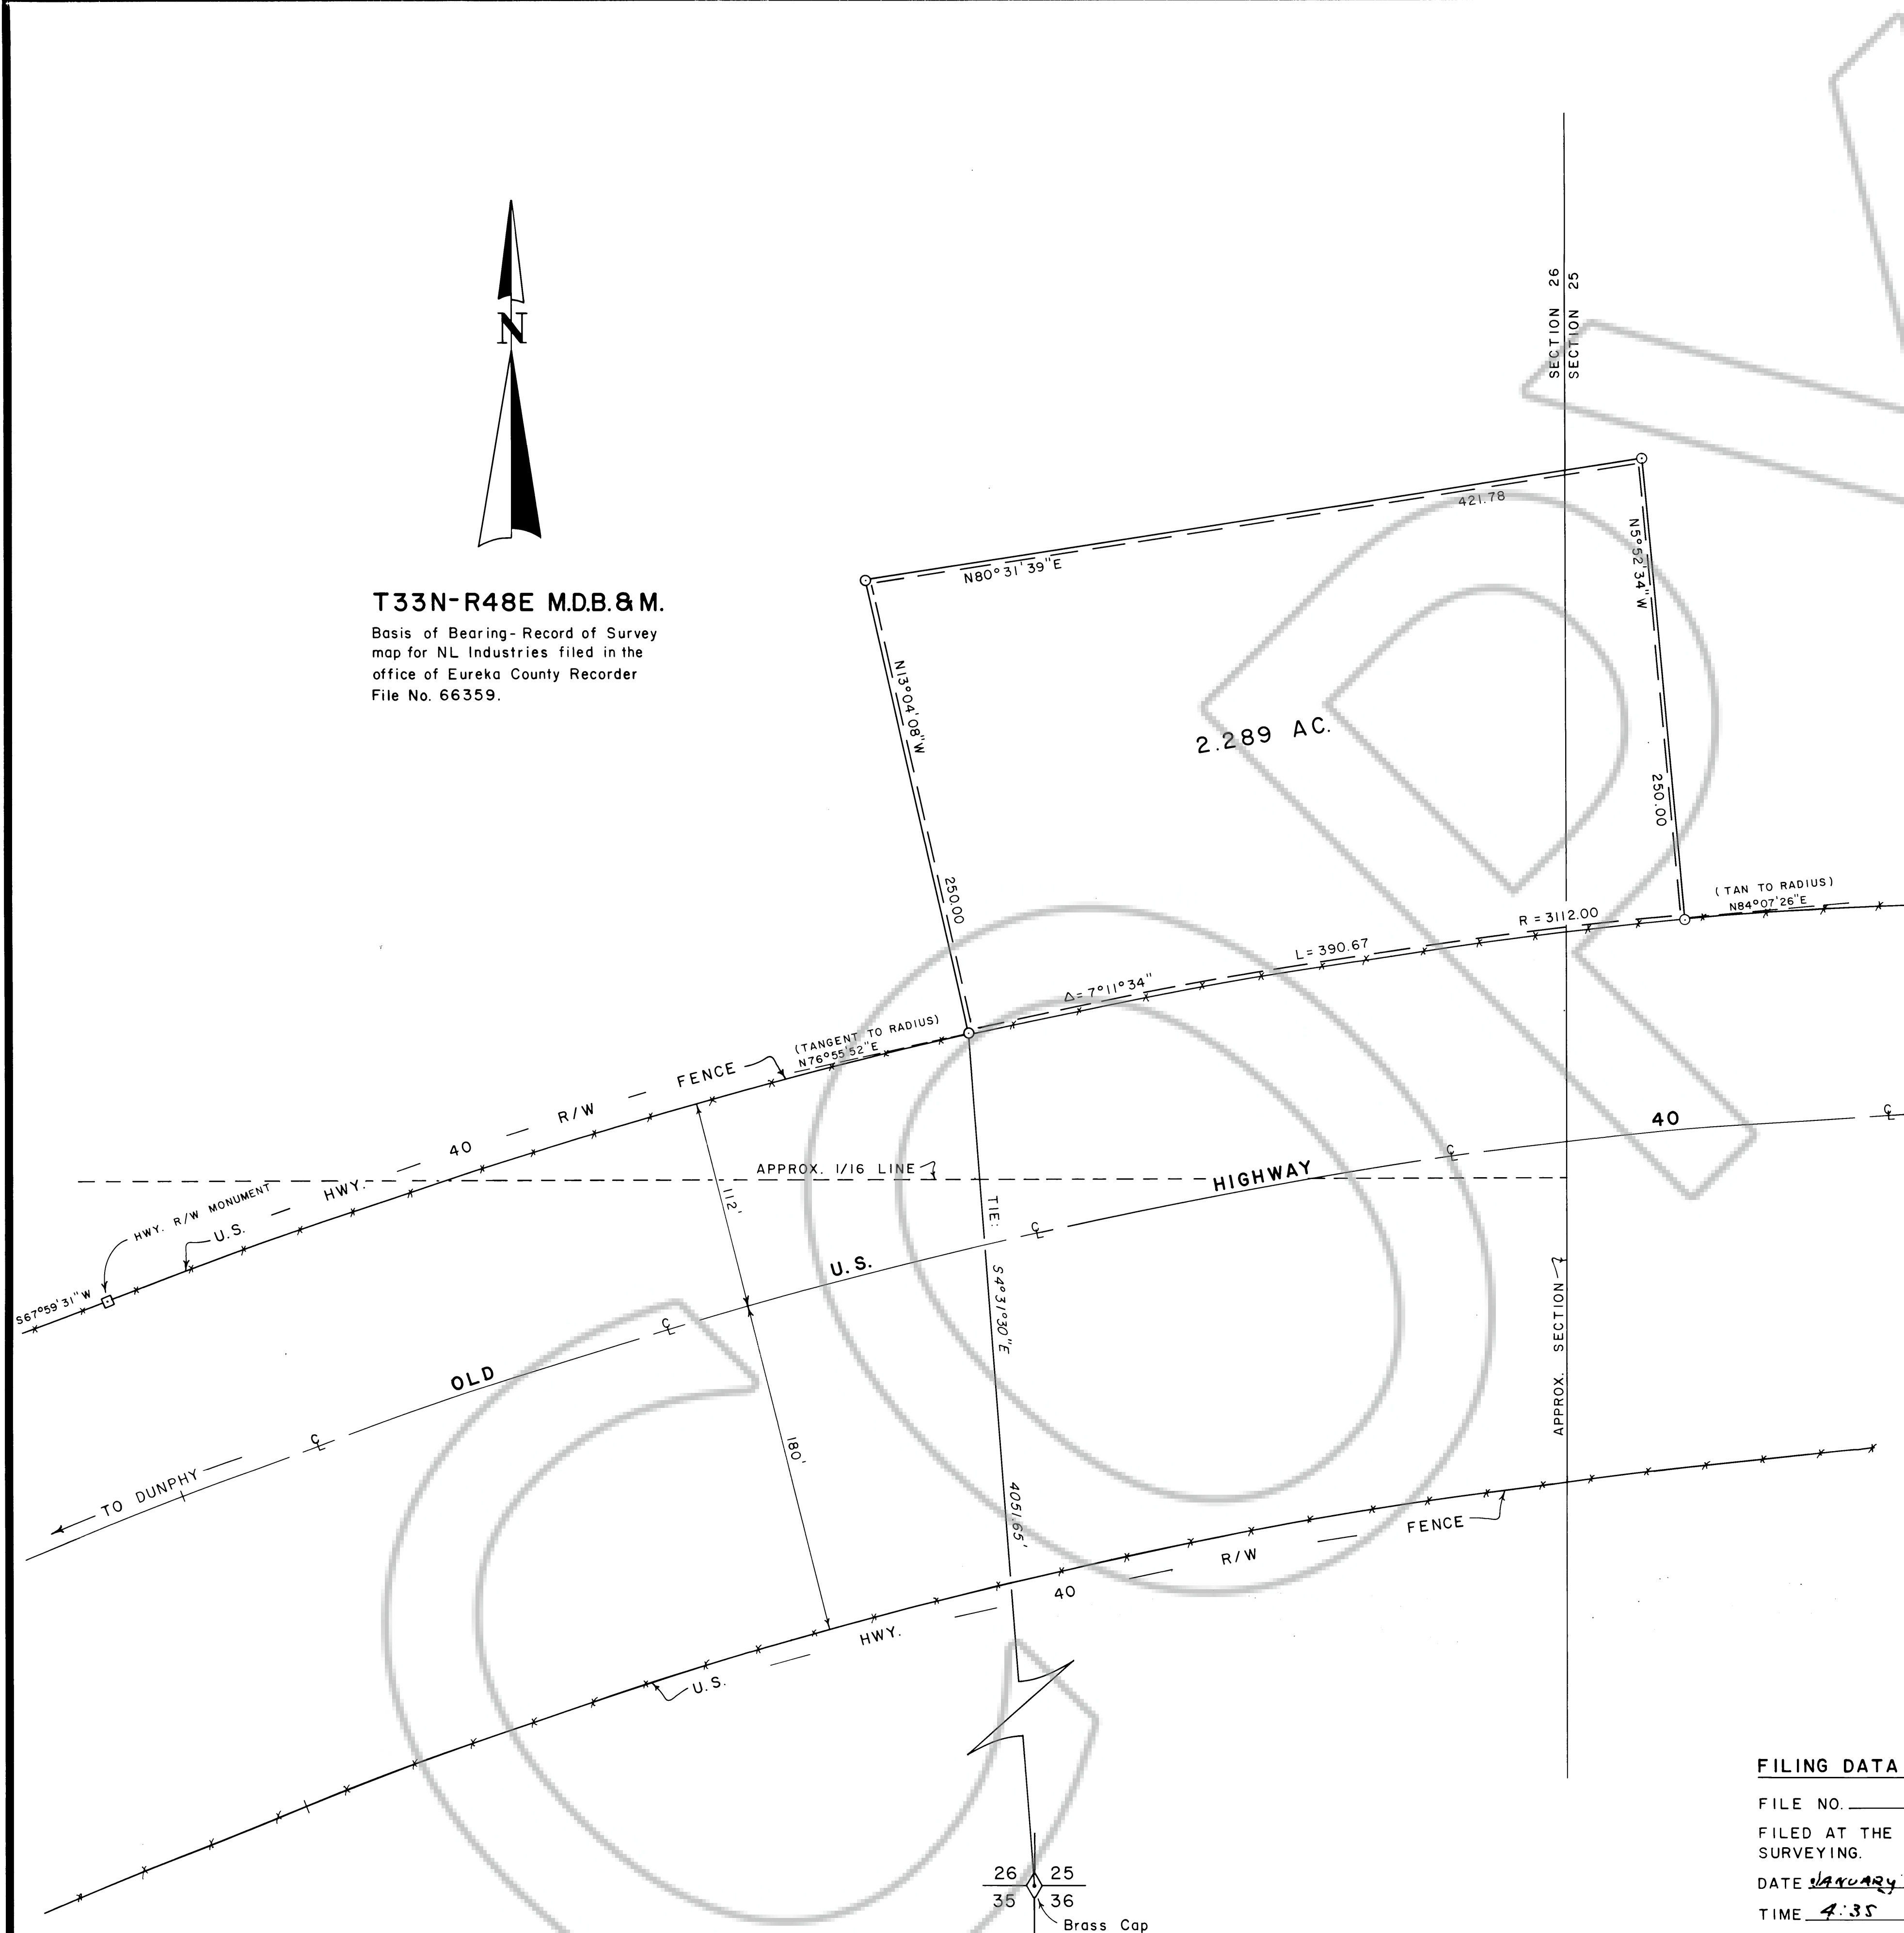 N
T33N-R48E M.D.B.&M.
Basis of Bearing-Record of Survey
map for NL Industries filed in the
office of Eureka County Recorder
File No. 66359.
SECTION 26
SECTION 25
421.78
N80°31'39"E
N5°52'34"W
250.00
N13°04'08"W
250.00
2.289 AC.
(TAN TO RADIUS)
N84°07'26"E
R = 3112.00
L = 390.67
Δ = 7°11°34"
(TANGENT TO RADIUS)
N76°55'52"E
FENCE
R/W
40
HWY.
U.S.
HWY. R/W MONUMENT
S67°59'31"W
APPROX. 1/16 LINE
112'
180'
TIE:
S4°31'30"E
4051.65'
OLD
U.S.
HIGHWAY
40
℄
℄
℄
℄
℄
TO DUNPHY
APPROX. SECTION
FENCE
R/W
40
HWY.
U.S.
26 25
35 36
Brass Cap
FILING DATA
FILE NO.
FILED AT THE
SURVEYING.
DATE JANUARY
TIME 4:35
COP